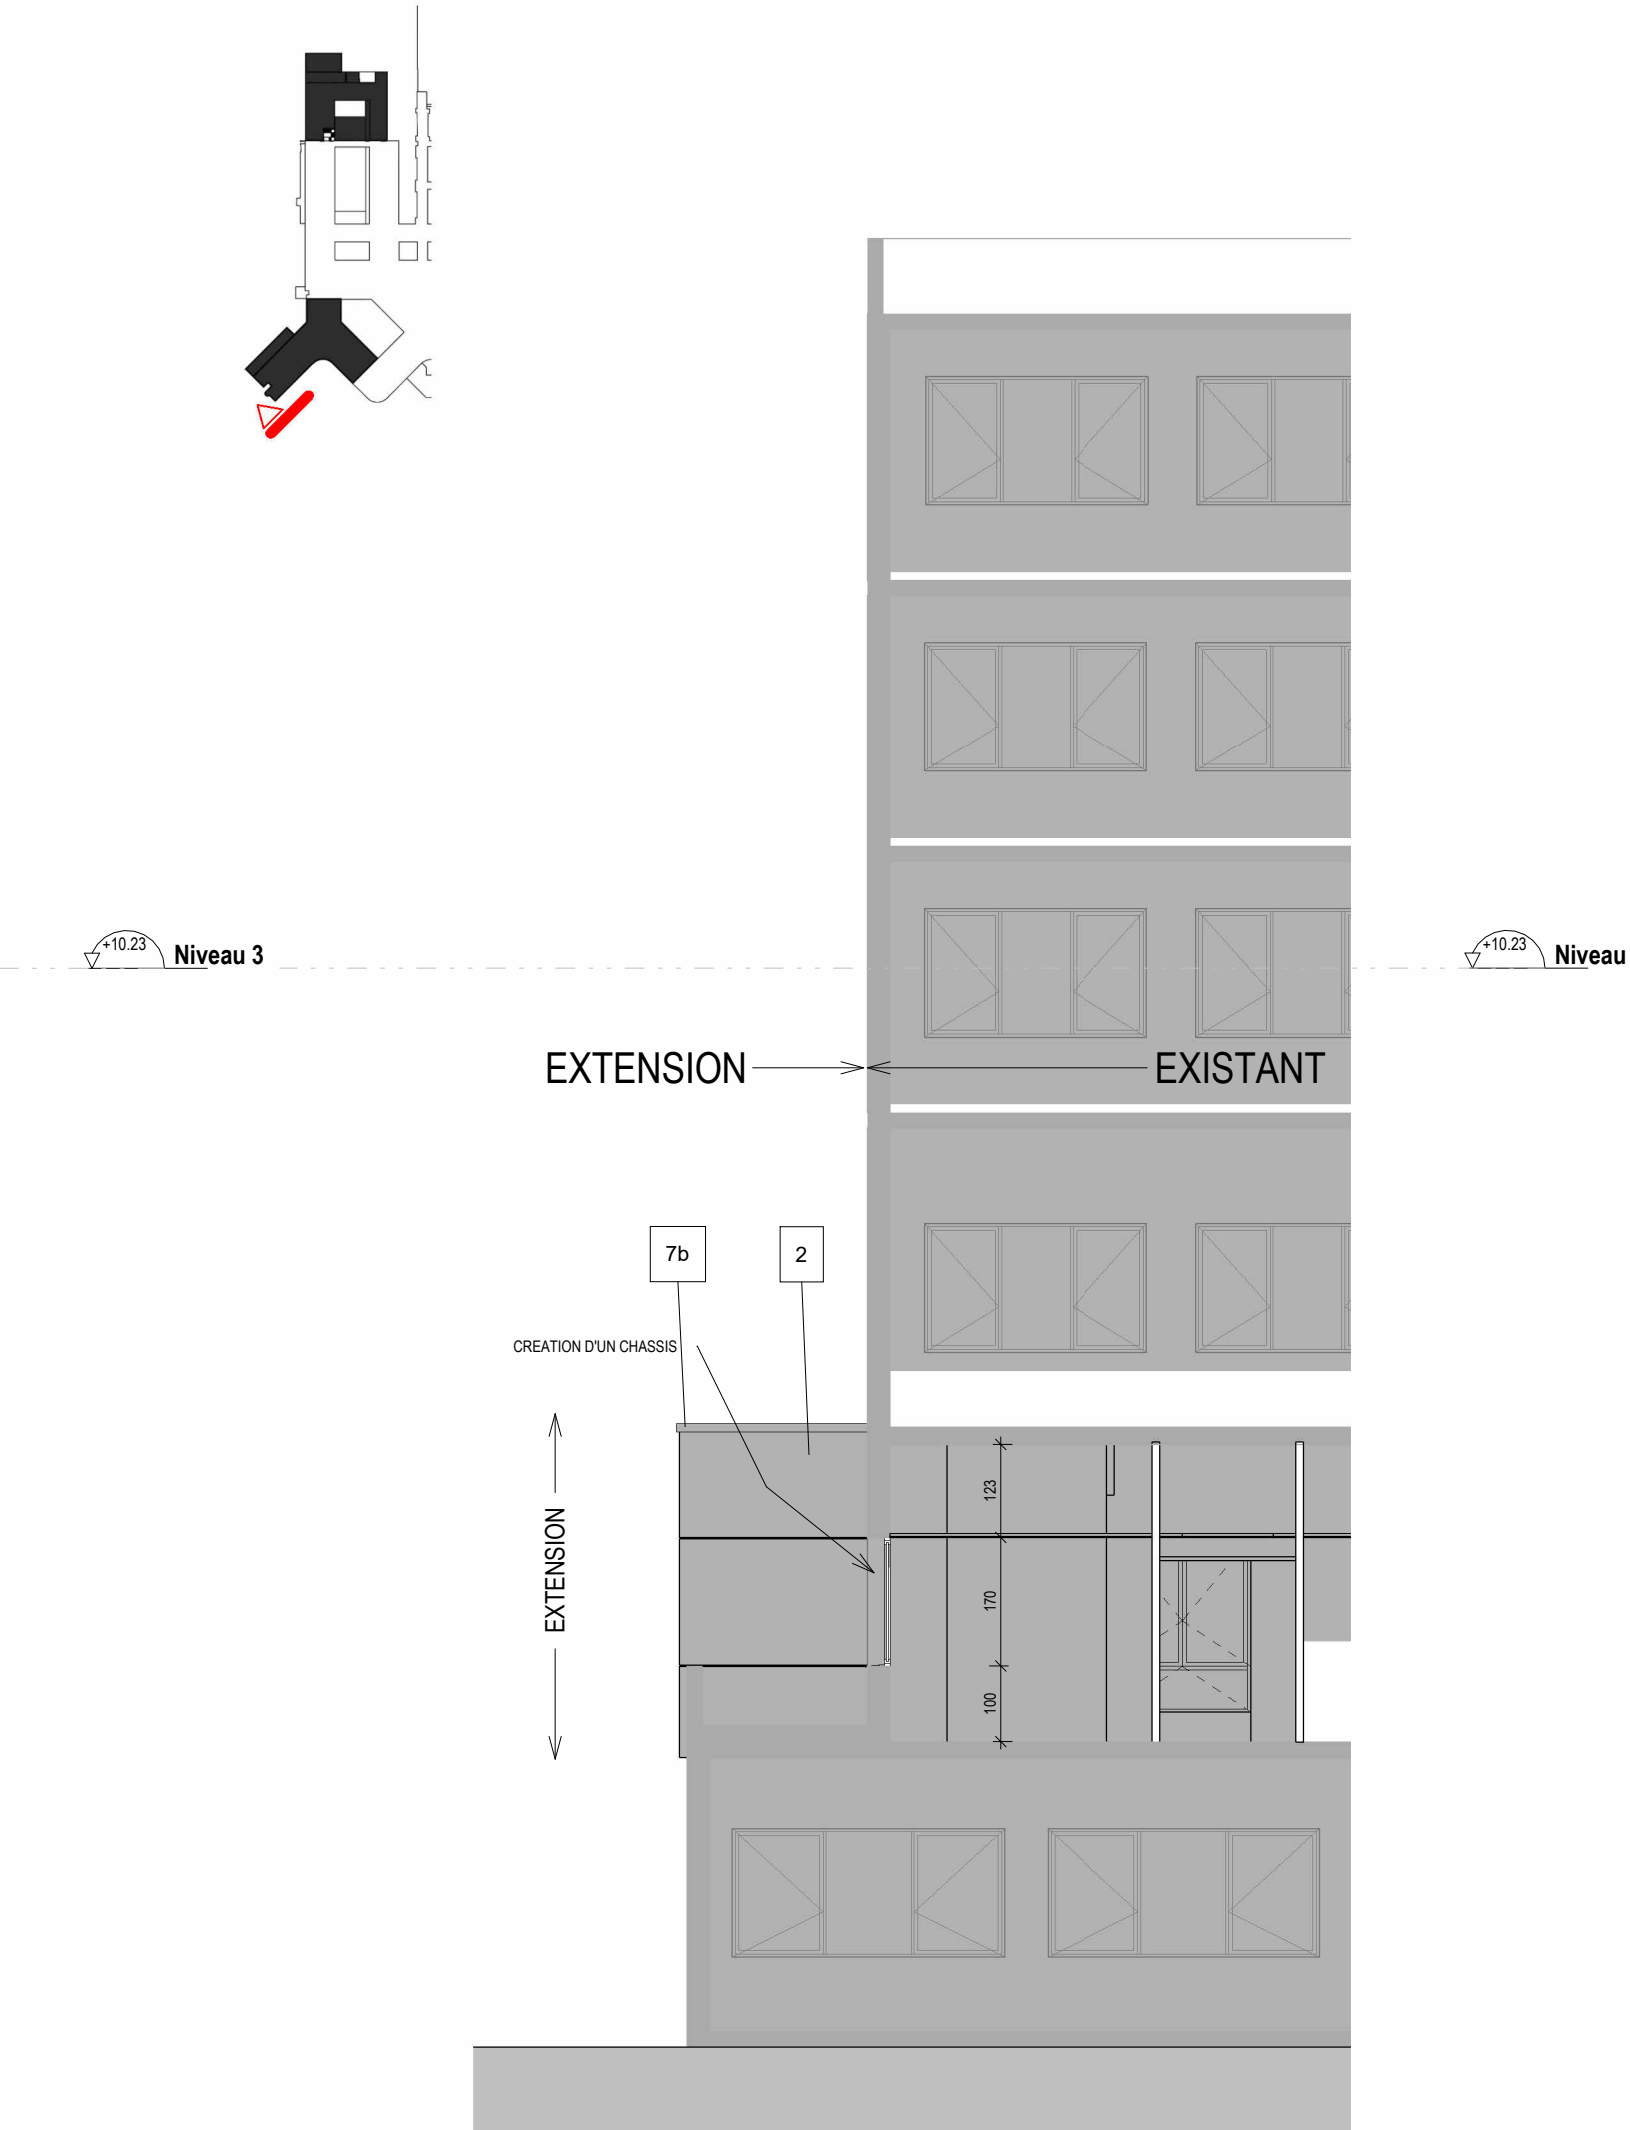 +10.23 Niveau 3
+10.23 Niveau
EXTENSION
EXISTANT
7b
2
CREATION D'UN CHASSIS
EXTENSION
123
170
100